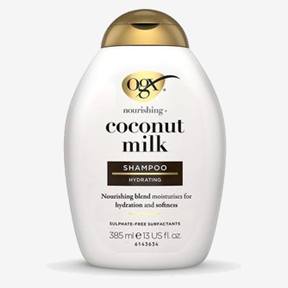 ogx
nourishing +
coconut
milk
SHAMPOO
HYDRATING
Nourishing blend moisturises for
hydration and softness
SULPHATE-FREE SURFACTANTS
385 ml ℮ 13 US fl. oz.
6143634